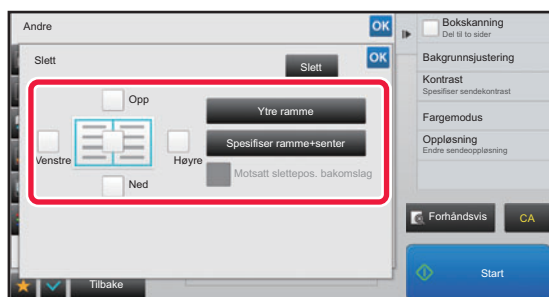 Andre
OK
Slett
Slett
OK
Opp
Venstre
Høyre
Ned
Ytre ramme
Spesifiser ramme+senter
Motsatt slettepos. bakomslag
Tilbake
Bokskanning
Del til to sider
Bakgrunnsjustering
Kontrast
Spesifiser sendekontrast
Fargemodus
Oppløsning
Endre sendeoppløsning
Forhåndsvis
CA
Start